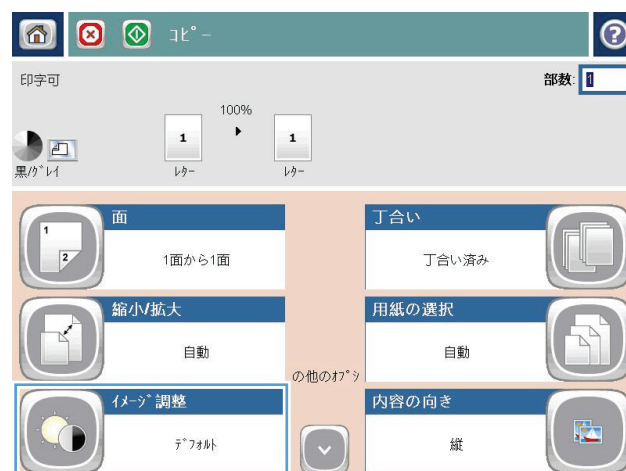 コピー
印字可
部数: 1
100%
1
1
黒/グレイ
レター
レター
面
1
2
1面から1面
丁合い
丁合い済み
縮小/拡大
自動
用紙の選択
自動
の他のオプシ
イメージ調整
デフォルト
内容の向き
縦